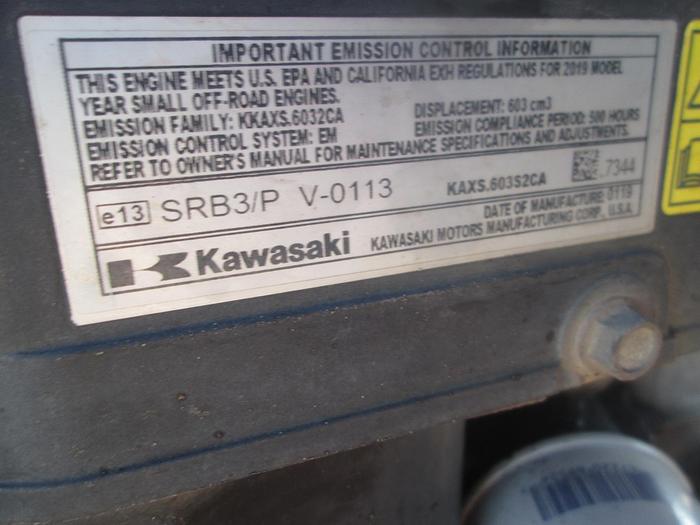 IMPORTANT EMISSION CONTROL INFORMATION
THIS ENGINE MEETS U.S. EPA AND CALIFORNIA EXH REGULATIONS FOR 2019 MODEL
YEAR SMALL OFF-ROAD ENGINES.
EMISSION FAMILY: KKAXS.6032CA DISPLACEMENT: 603 cm3
EMISSION CONTROL SYSTEM: EM EMISSION COMPLIANCE PERIOD: 500 HOURS
REFER TO OWNER'S MANUAL FOR MAINTENANCE SPECIFICATIONS AND ADJUSTMENTS.
e13 SRB3/P V-0113 KAXS.603S2CA 7344
DATE OF MANUFACTURE: 0119
Kawasaki KAWASAKI MOTORS MANUFACTURING CORP., U.S.A.